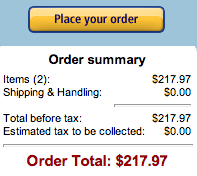 Place your order
Order summary
Items (2): $217.97
Shipping & Handling: $0.00
Total before tax: $217.97
Estimated tax to be collected: $0.00
Order Total: $217.97